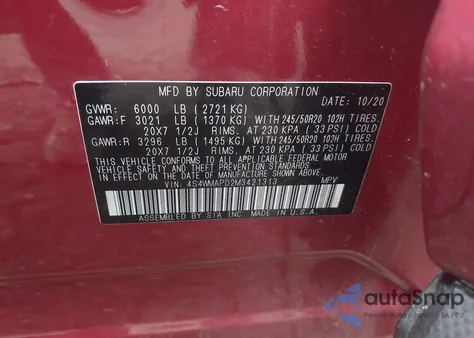 MFD BY SUBARU CORPORATION
DATE: 10/20
GVWR: 6000 LB (2721 KG)
GAWR:F 3021 LB (1370 KG) WITH 245/50R20 102H TIRES,
20X7 1/2J RIMS, AT 230 KPA (33 PSI) COLD
GAWR:R 3296 LB (1495 KG) WITH 245/50R20 102H TIRES,
20X7 1/2J RIMS, AT 230 KPA (33 PSI) COLD
THIS VEHICLE CONFORMS TO ALL APPLICABLE FEDERAL MOTOR
VEHICLE SAFETY AND BUMPER STANDARDS IN
EFFECT ON THE DATE OF MANUFACTURE SHOWN ABOVE.
VIN: 4S4WMAPD2M3421313 MPV
ASSEMBLED BY SIA INC. MADE IN U.S.A.
autoSnap